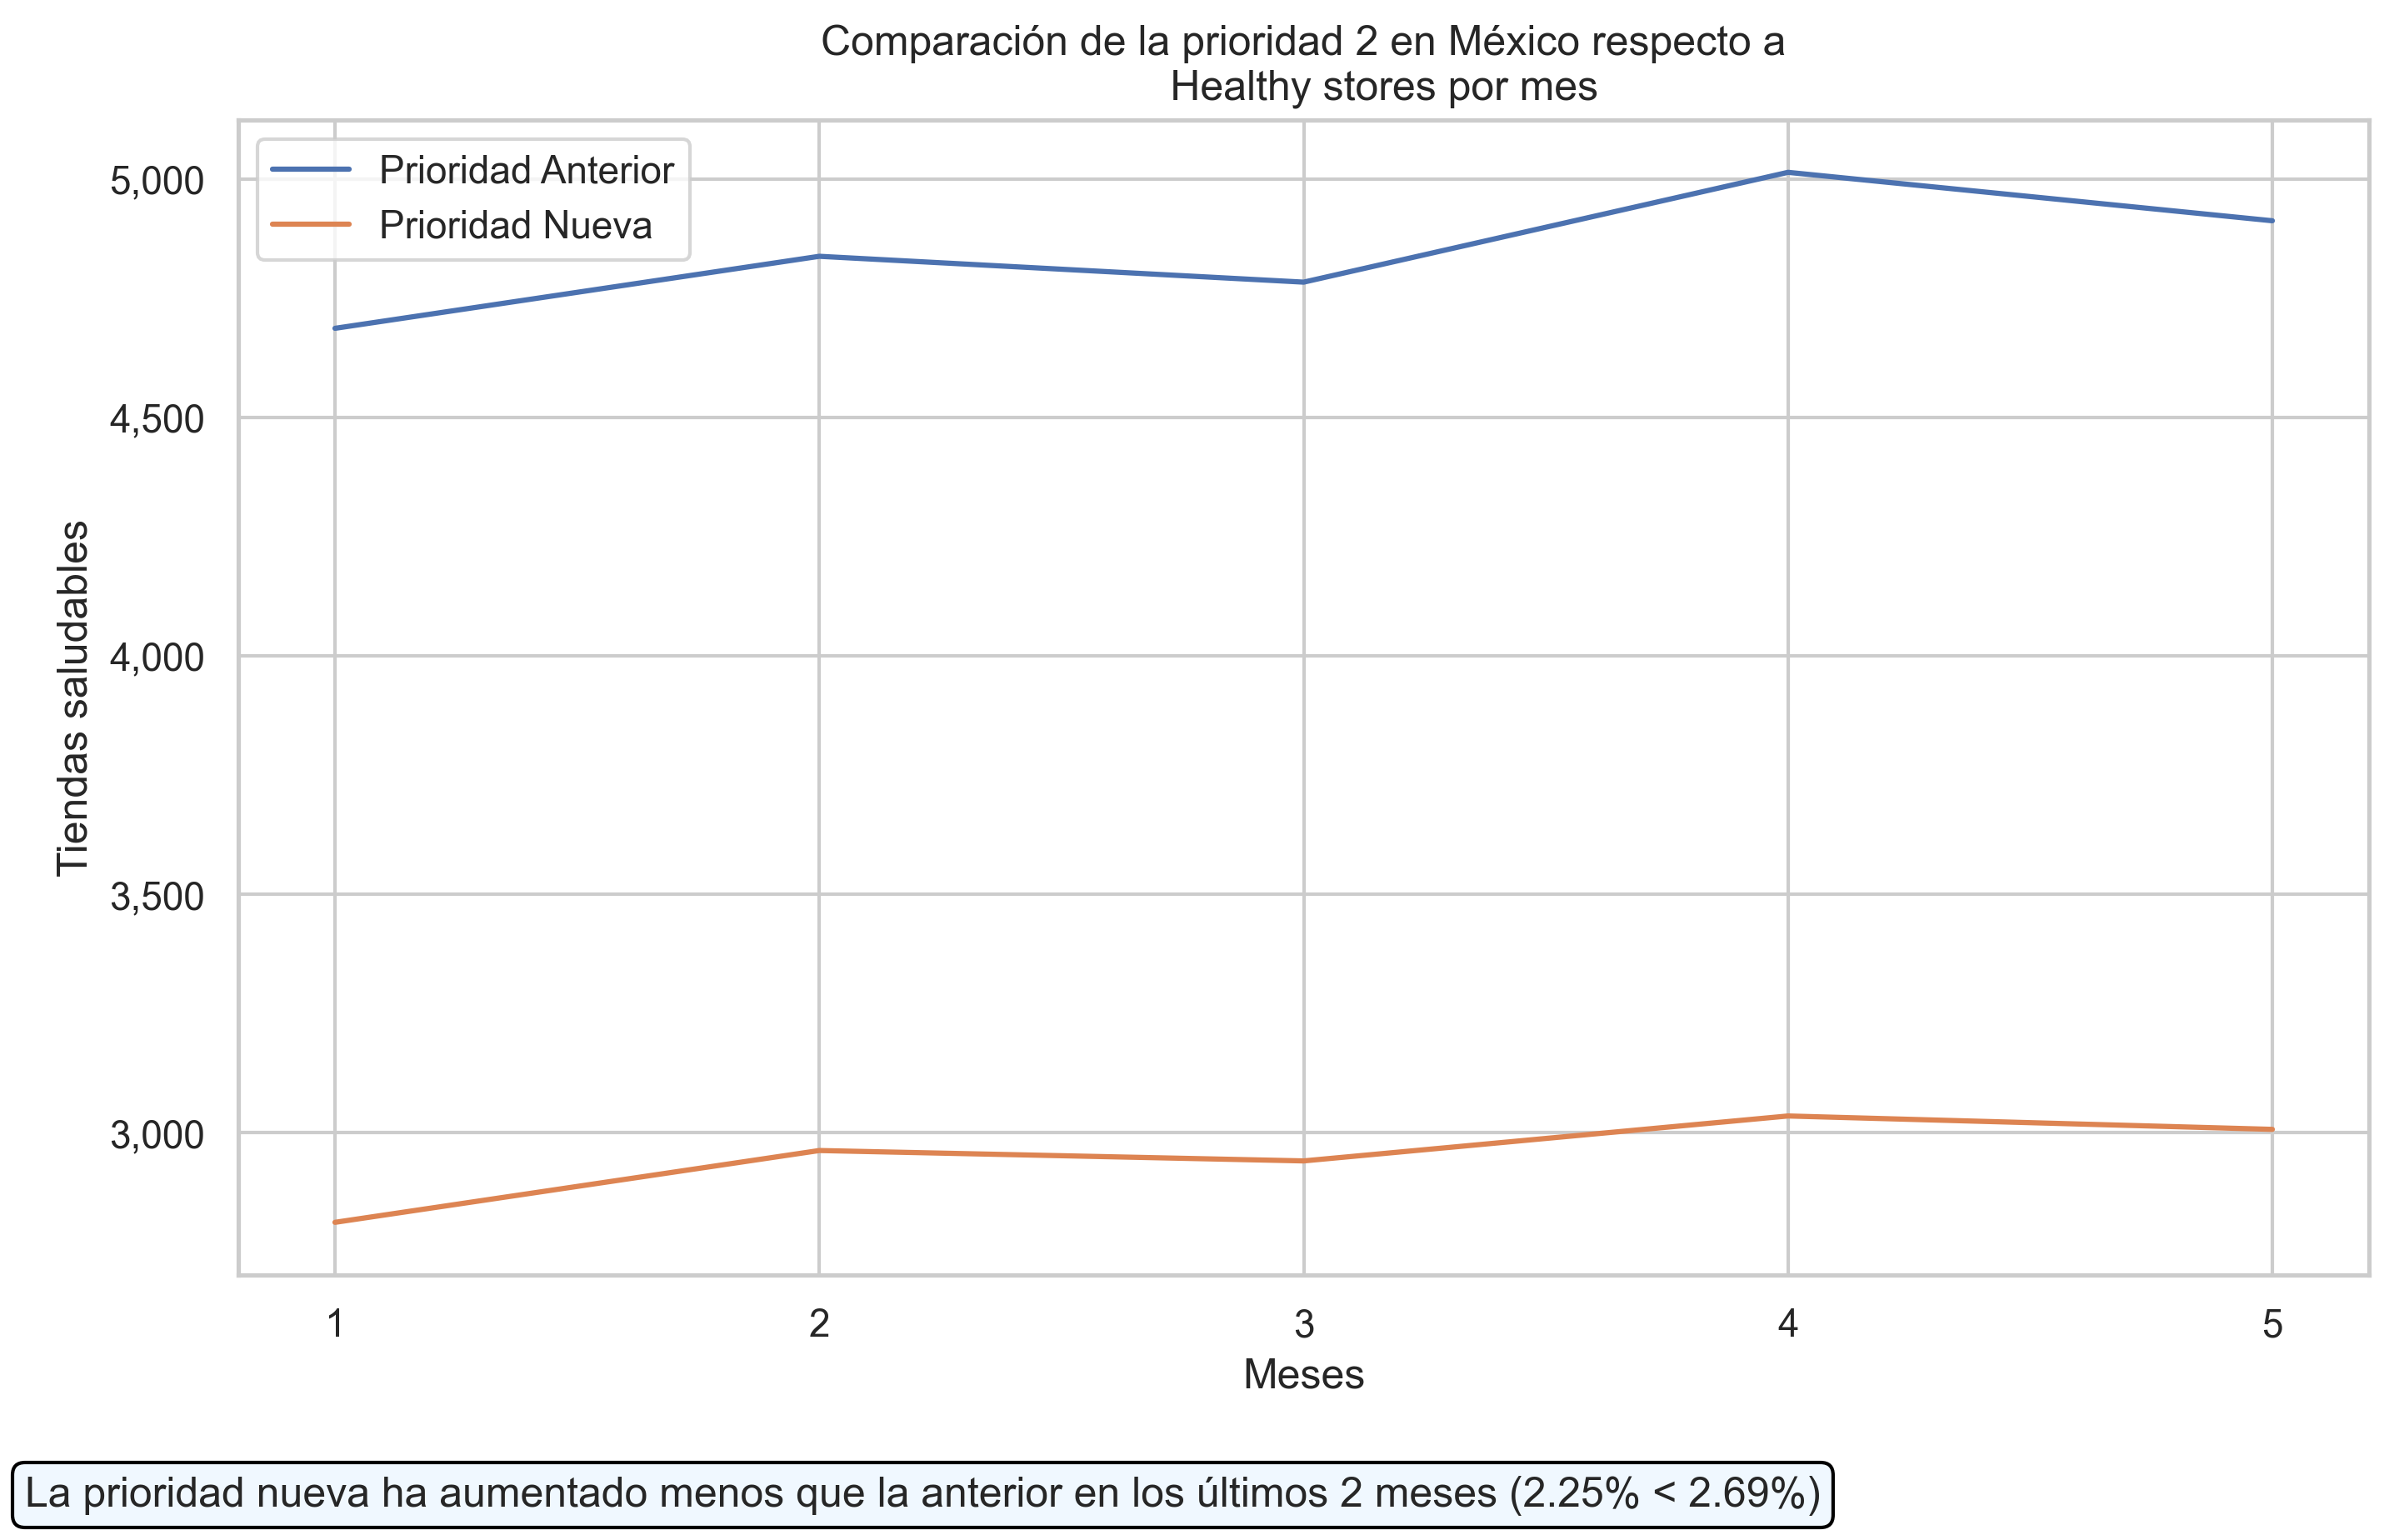 Comparación de la prioridad 2 en México respecto a
Healthy stores por mes
Prioridad Anterior
Prioridad Nueva
5,000
4,500
4,000
3,500
3,000
Tiendas saludables
1 2 3 4 5
Meses
La prioridad nueva ha aumentado menos que la anterior en los últimos 2 meses (2.25% < 2.69%)